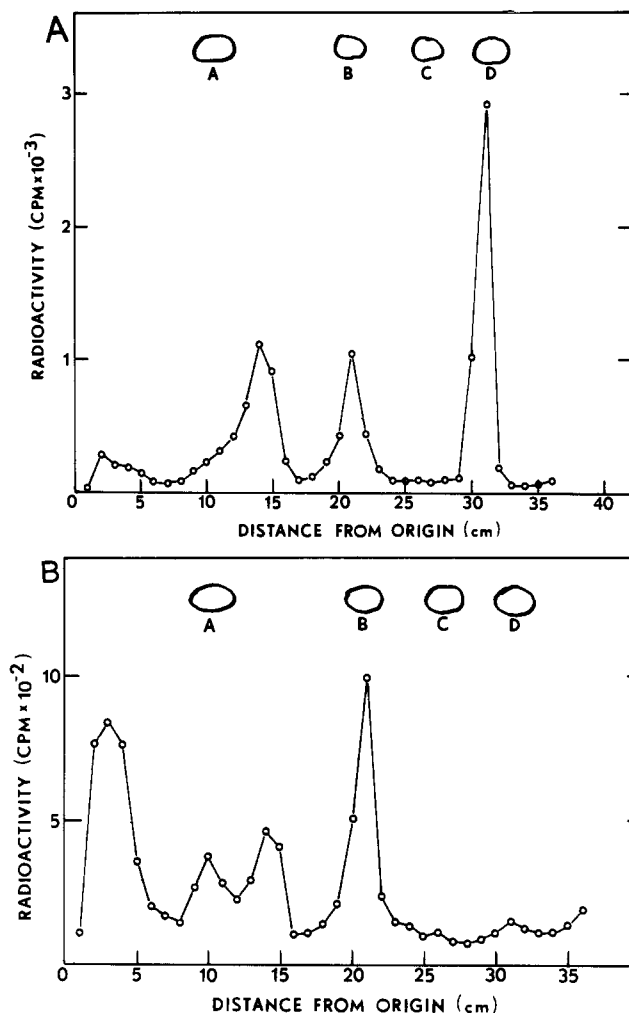 A
A B C D
RADIOACTIVITY (CPM×10⁻³)
3
2
1
0 5 10 15 20 25 30 35 40
DISTANCE FROM ORIGIN (cm)
B
A B C D
RADIOACTIVITY (CPM × 10⁻²)
10
5
0 5 10 15 20 25 30 35
DISTANCE FROM ORIGIN (cm)